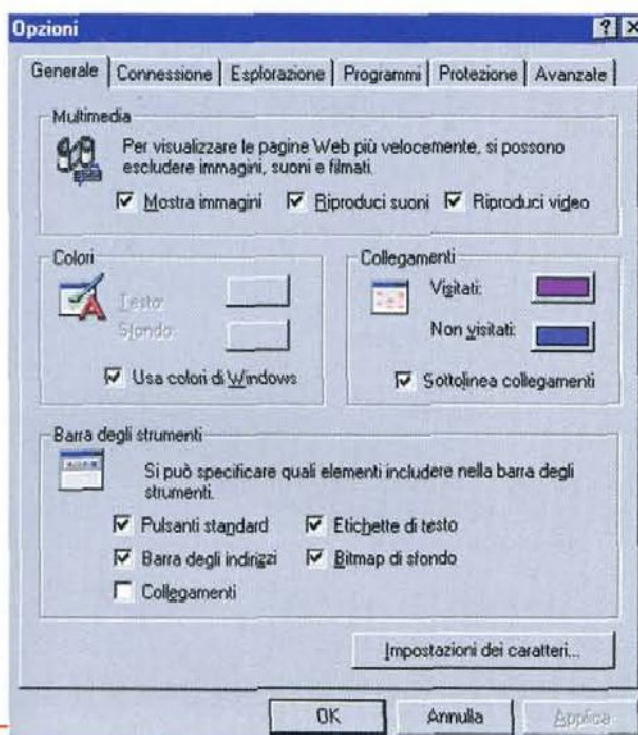 Opzioni
Generale Connessione Esplorazione Programmi Protezione Avanzate
Multimedia
Per visualizzare le pagine Web più velocemente, si possono
escludere immagini, suoni e filmati.
Mostra immagini Riproduci suoni Riproduci video
Colori
Testo:
Sfondo:
Usa colori di Windows
Collegamenti
Visitati:
Non visitati:
Sottolinea collegamenti
Barra degli strumenti
Si può specificare quali elementi includere nella barra degli
strumenti.
Pulsanti standard Etichette di testo
Barra degli indirizzi Bitmap di sfondo
Collegamenti
Impostazioni dei caratteri...
OK Annulla Applica